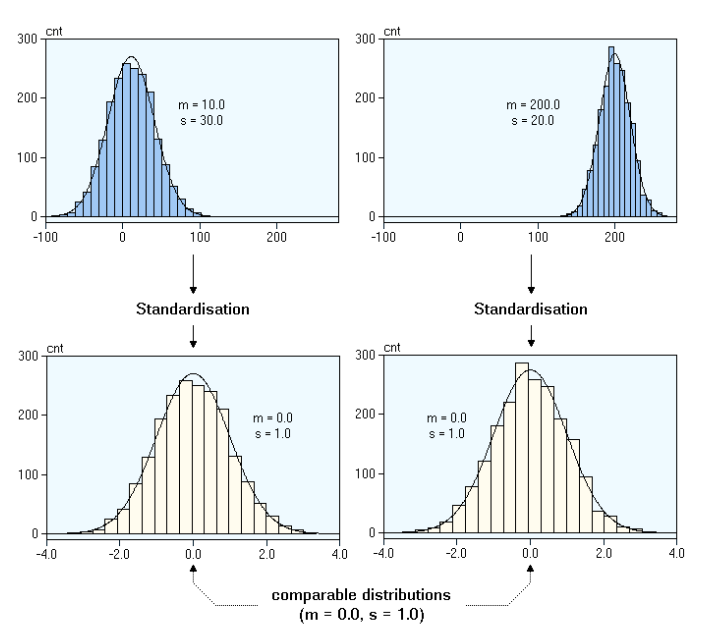 cnt
300
200
100
0
-100
0
100
200
m = 10.0
s = 30.0
cnt
300
200
100
0
-100
0
100
200
m = 200.0
s = 20.0
Standardisation
Standardisation
cnt
300
200
100
0
-4.0
-2.0
0.0
2.0
4.0
m = 0.0
s = 1.0
cnt
300
200
100
0
-4.0
-2.0
0.0
2.0
4.0
m = 0.0
s = 1.0
comparable distributions
(m = 0.0, s = 1.0)